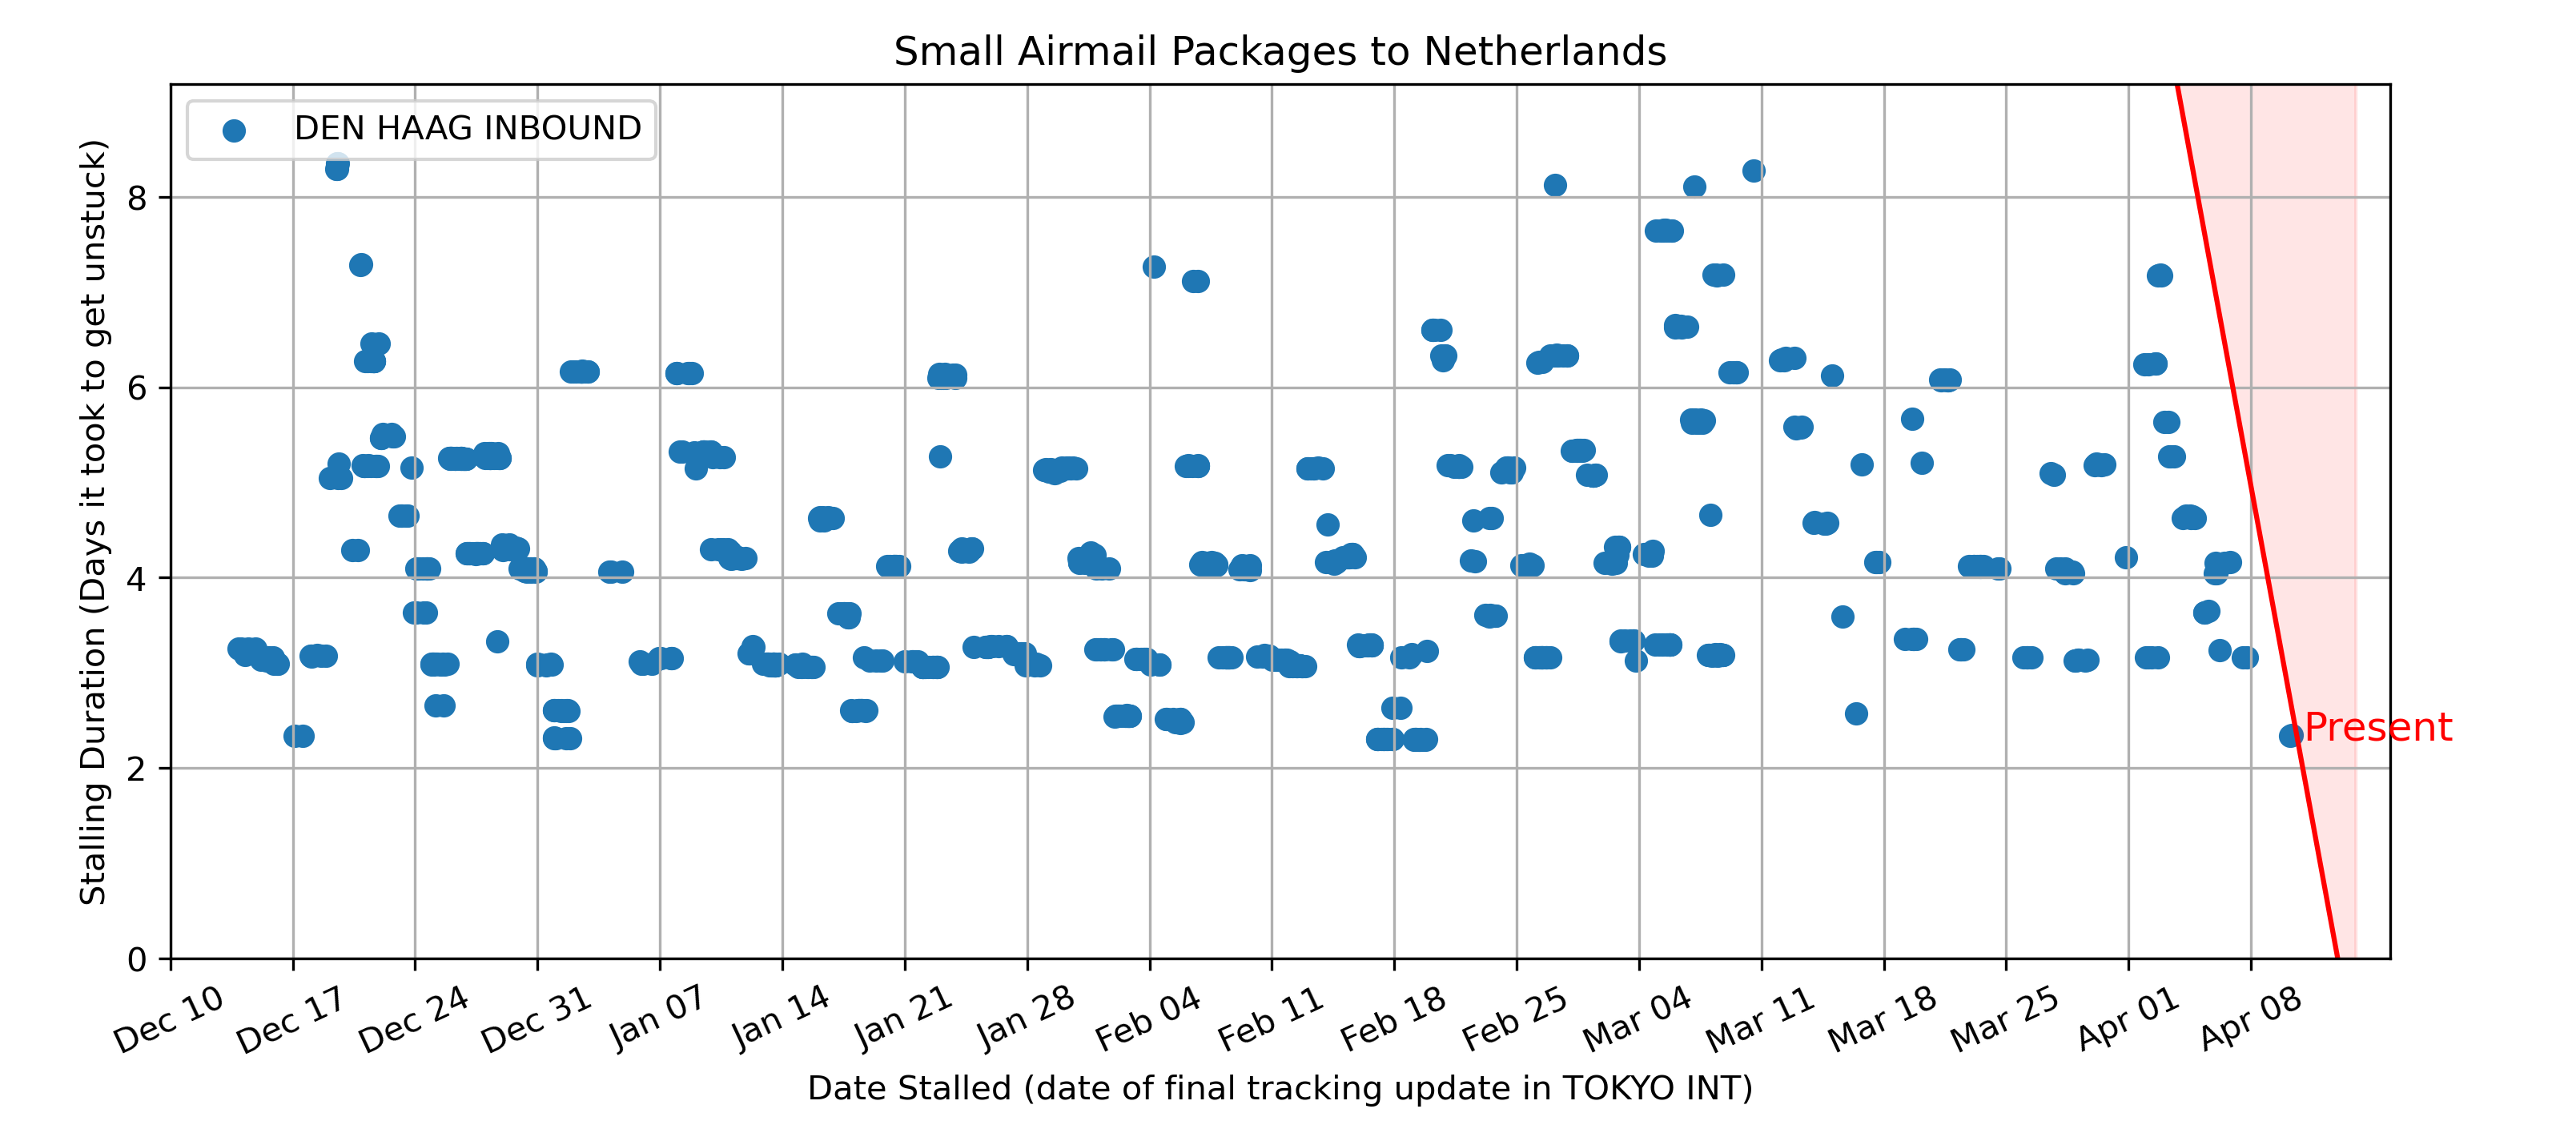 Small Airmail Packages to Netherlands
DEN HAAG INBOUND
Stalling Duration (Days it took to get unstuck)
8
6
4
2
0
Present
Dec 10
Dec 17
Dec 24
Dec 31
Jan 07
Jan 14
Jan 21
Jan 28
Feb 04
Feb 11
Feb 18
Feb 25
Mar 04
Mar 11
Mar 18
Mar 25
Apr 01
Apr 08
Date Stalled (date of final tracking update in TOKYO INT)